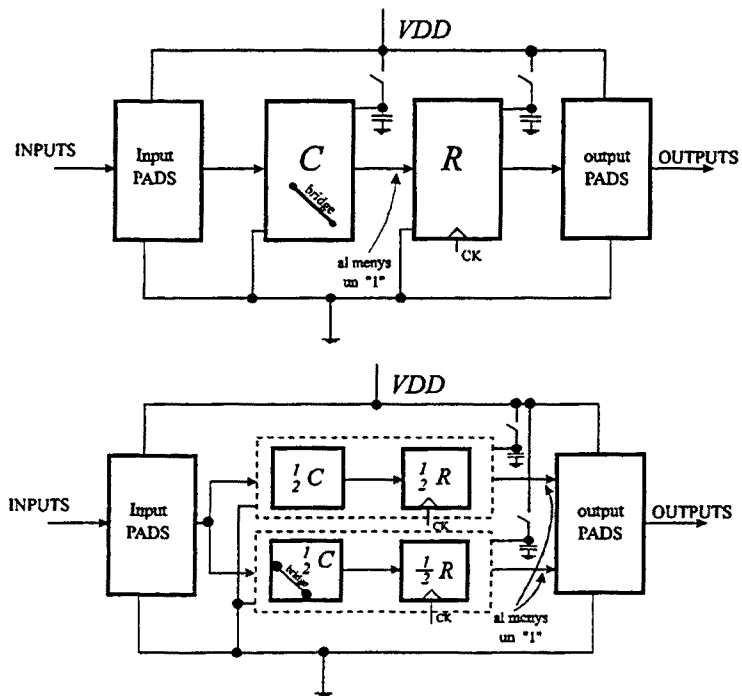 VDD
INPUTS
Input
PADS
C
bridge
R
CK
output
PADS
OUTPUTS
al menys
un "1"
VDD
INPUTS
Input
PADS
1/2 C
1/2 R
CK
1/2 C
bridge
1/2 R
CK
output
PADS
OUTPUTS
al menys
un "1"